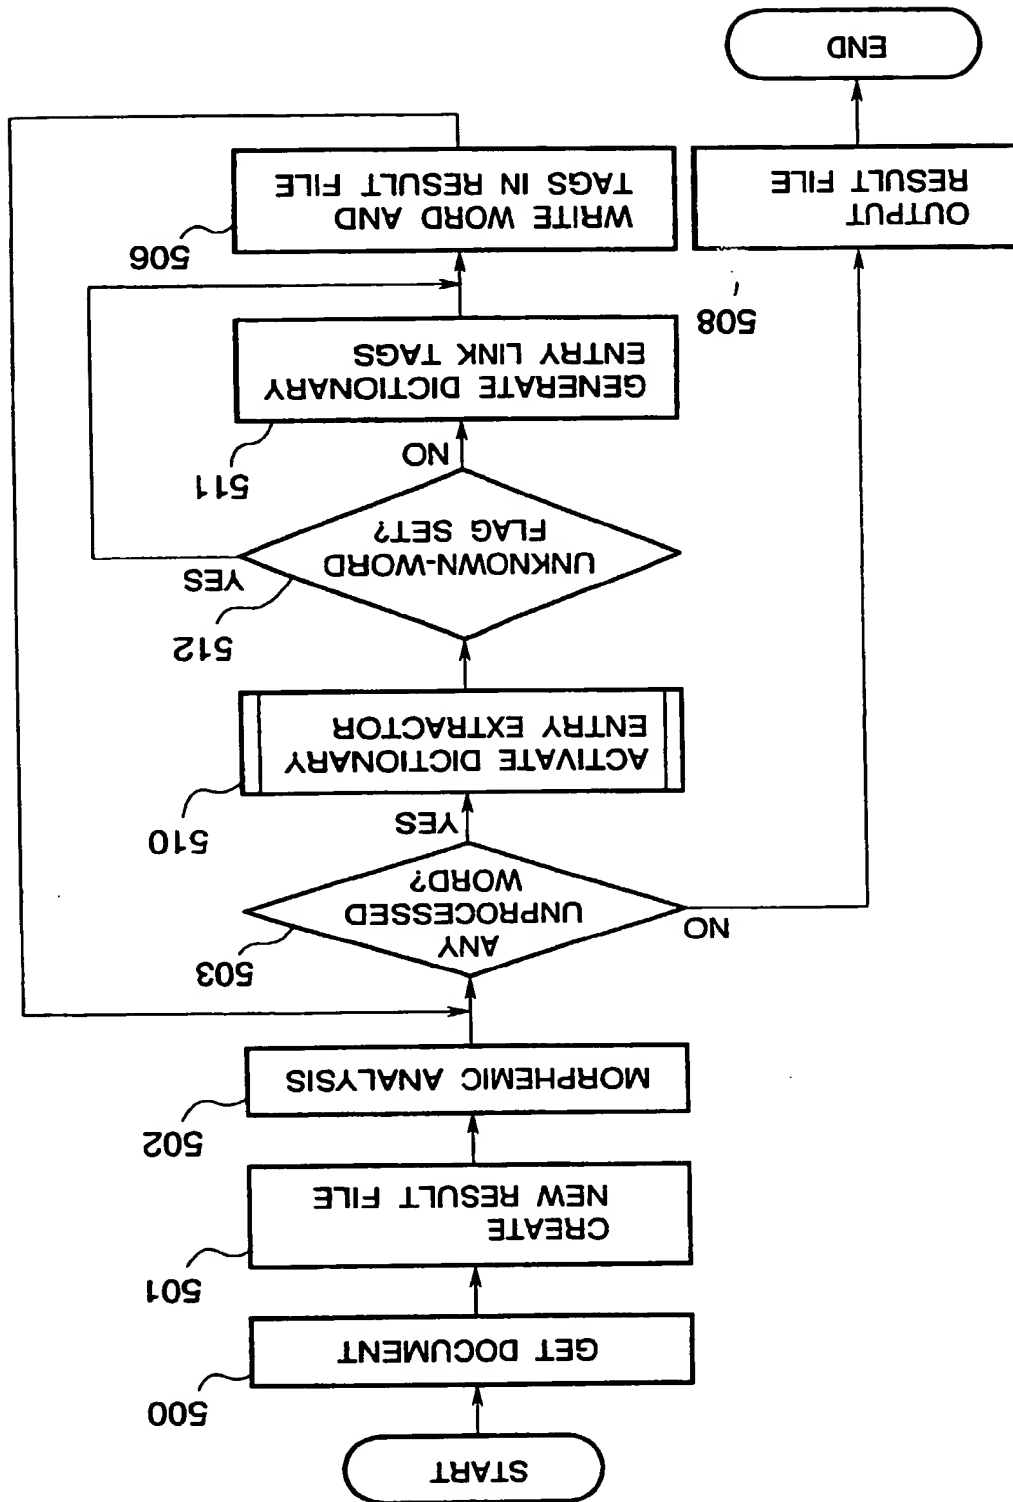 START
500
GET DOCUMENT
501
CREATE
NEW RESULT FILE
502
MORPHEMIC ANALYSIS
503
ANY
UNPROCESSED
WORD?
NO
YES
510
ACTIVATE DICTIONARY
ENTRY EXTRACTOR
512
UNKNOWN-WORD
FLAG SET?
YES
NO
511
GENERATE DICTIONARY
ENTRY LINK TAGS
508
506
OUTPUT
RESULT FILE
WRITE WORD AND
TAGS IN RESULT FILE
END